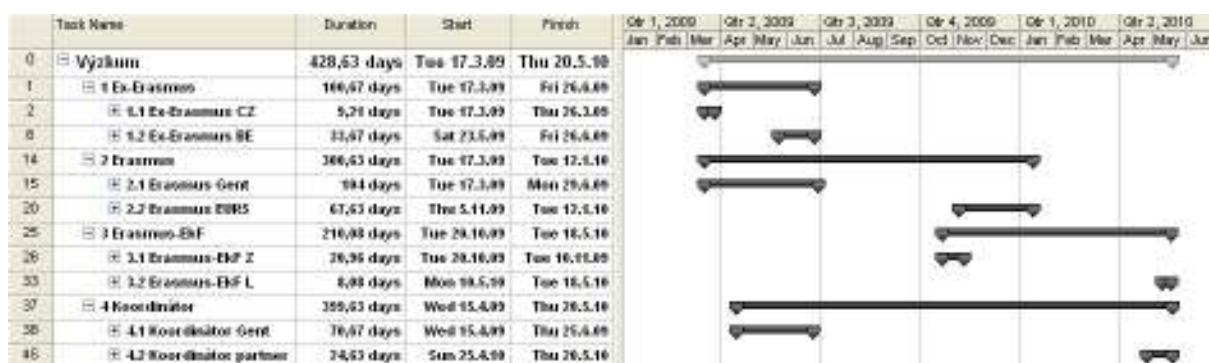 Task Name Duration Start Finish Qtr 1, 2009 Qtr 2, 2009 Qtr 3, 2009 Qtr 4, 2009 Qtr 1, 2010 Qtr 2, 2010
Jan Feb Mar Apr May Jun Jul Aug Sep Oct Nov Dec Jan Feb Mar Apr May Jun
0 Výzkum 428,63 days Tue 17.3.09 Thu 20.5.10
1 1 Ex-Erasmus 100,67 days Tue 17.3.09 Fri 26.6.09
2 1.1 Ex-Erasmus CZ 9,21 days Tue 17.3.09 Thu 26.3.09
8 1.2 Ex-Erasmus BE 33,67 days Sat 23.5.09 Fri 26.6.09
14 2 Erasmus 300,63 days Tue 17.3.09 Tue 12.1.10
15 2.1 Erasmus Gent 104 days Tue 17.3.09 Mon 29.6.09
20 2.2 Erasmus 67,63 days Thu 5.11.09 Tue 12.1.10
25 3 Erasmus-EkF 210,08 days Tue 20.10.09 Tue 18.5.10
3.1 Erasmus-EkF Z 20,96 days Tue 20.10.09 Tue 10.11.09
33 3.2 Erasmus-EkF L 8,08 days Mon 10.5.10 Tue 18.5.10
37 4 Koordinátor 399,63 days Wed 15.4.09 Thu 20.5.10
38 4.1 Koordinátor Gent 70,67 days Wed 15.4.09 Thu 25.6.09
46 4.2 Koordinátor partner 24,63 days Sun 25.4.10 Thu 20.5.10